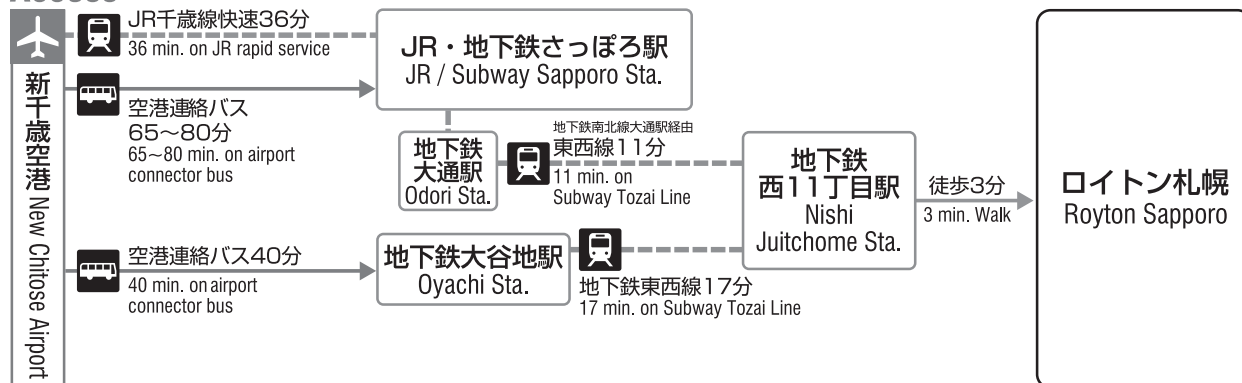 Access
新千歳空港 New Chitose Airport
JR千歳線快速36分
36 min. on JR rapid service
空港連絡バス
65〜80分
65~80 min. on airport
connector bus
JR・地下鉄さっぽろ駅
JR / Subway Sapporo Sta.
地下鉄
大通駅
Odori Sta.
地下鉄南北線大通駅経由
東西線11分
11 min. on
Subway Tozai Line
空港連絡バス40分
40 min. on airport
connector bus
地下鉄大谷地駅
Oyachi Sta.
地下鉄東西線17分
17 min. on Subway Tozai Line
地下鉄
西11丁目駅
Nishi
Juitchome Sta.
徒歩3分
3 min. Walk
ロイトン札幌
Royton Sapporo